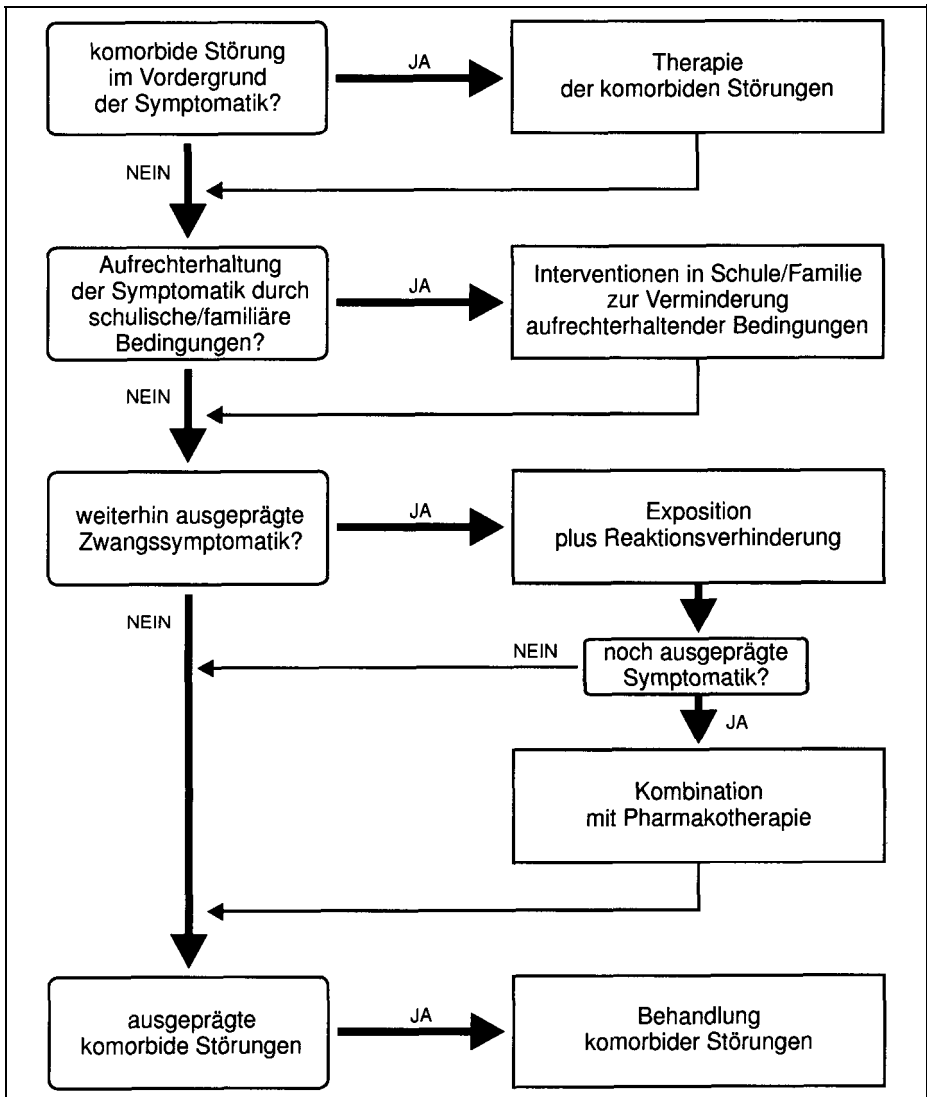 komorbide Störung
im Vordergrund
der Symptomatik?
JA
Therapie
der komorbiden Störungen
NEIN
Aufrechterhaltung
der Symptomatik durch
schulische/familiäre
Bedingungen?
JA
Interventionen in Schule/Familie
zur Verminderung
aufrechterhaltender Bedingungen
NEIN
weiterhin ausgeprägte
Zwangssymptomatik?
JA
Exposition
plus Reaktionsverhinderung
NEIN
NEIN
noch ausgeprägte
Symptomatik?
JA
Kombination
mit Pharmakotherapie
ausgeprägte
komorbide Störungen
JA
Behandlung
komorbider Störungen